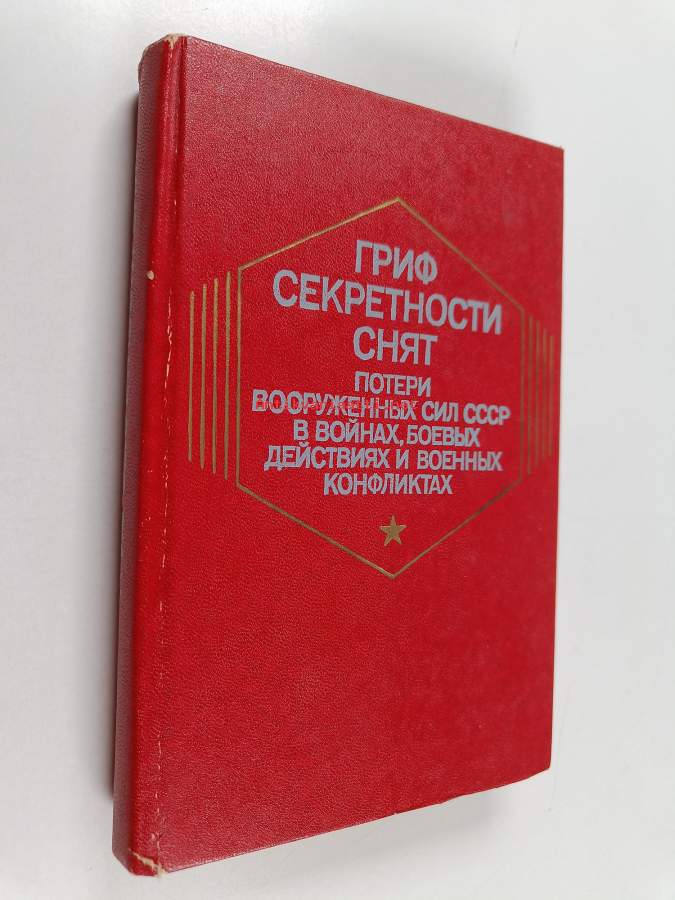 ГРИФ
СЕКРЕТНОСТИ
СНЯТ
ПОТЕРИ
ВООРУЖЕННЫХ СИЛ СССР
В ВОЙНАХ, БОЕВЫХ
ДЕЙСТВИЯХ И ВОЕННЫХ
КОНФЛИКТАХ